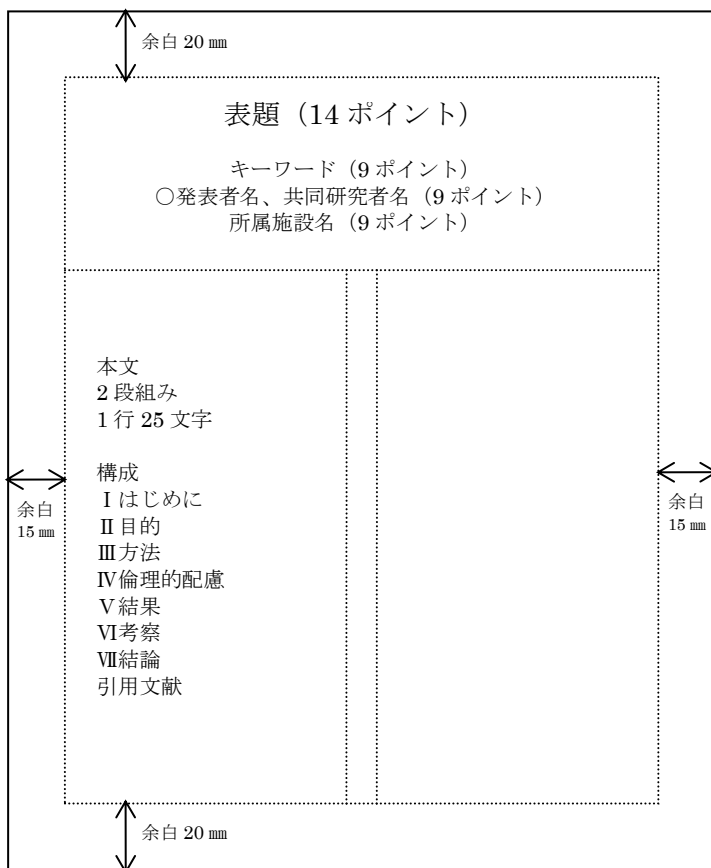 余白 20 ㎜
表題（14 ポイント）
キーワード（9 ポイント）
○発表者名、共同研究者名（9 ポイント）
所属施設名（9 ポイント）
本文
2 段組み
1 行 25 文字
構成
Ⅰはじめに
Ⅱ目的
Ⅲ方法
Ⅳ倫理的配慮
Ⅴ結果
Ⅵ考察
Ⅶ結論
引用文献
余白
15 ㎜
余白
15 ㎜
余白 20 ㎜